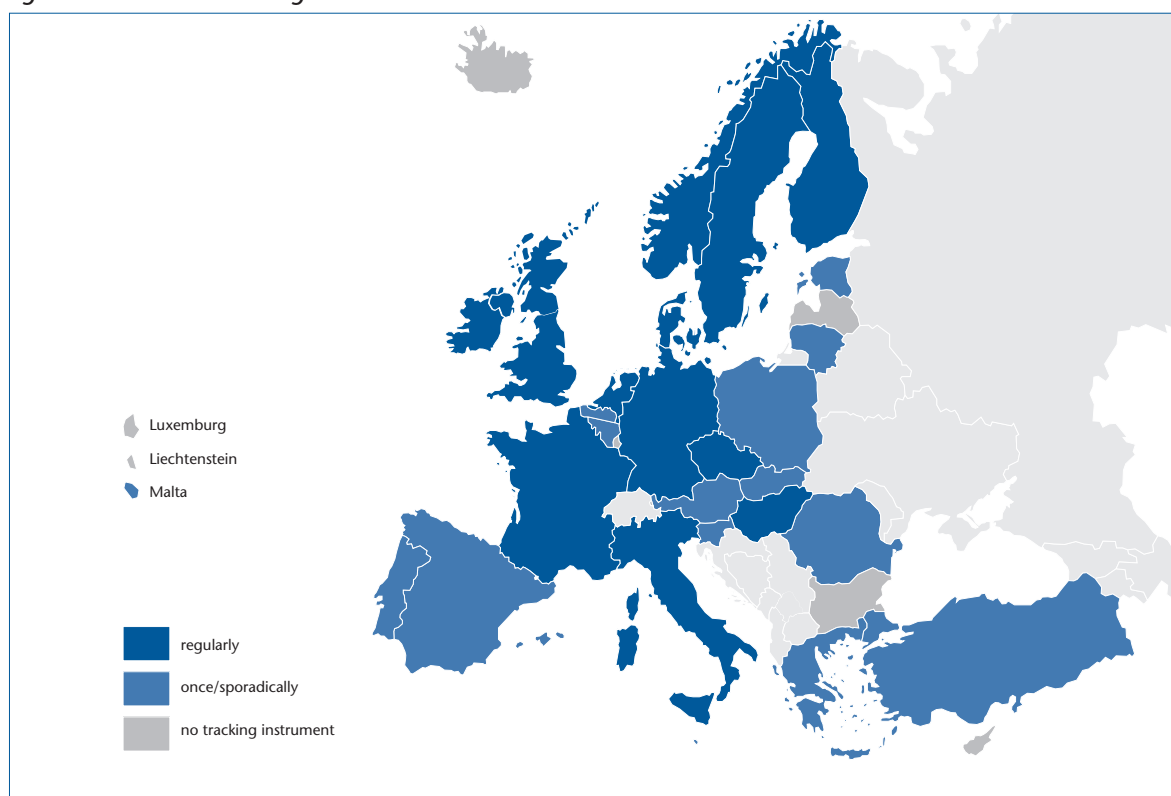 Luxemburg
Liechtenstein
Malta
regularly
once/sporadically
no tracking instrument